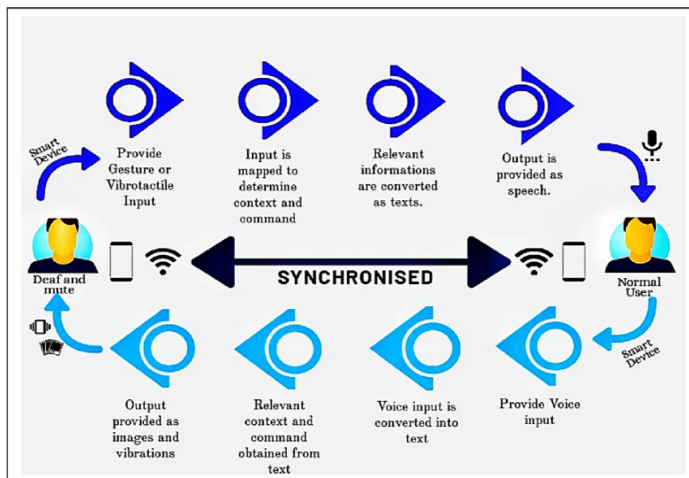 Smart
Device
Provide
Gesture or
Vibrotactile
Input
Input is
mapped to
determine
context and
command
Relevant
informations
are converted
as texts.
Output is
provided as
speech.
Deaf and
mute
SYNCHRONISED
Normal
User
Smart
Device
Output
provided as
images and
vibrations
Relevant
context and
command
obtained from
text
Voice input is
converted into
text
Provide Voice
input